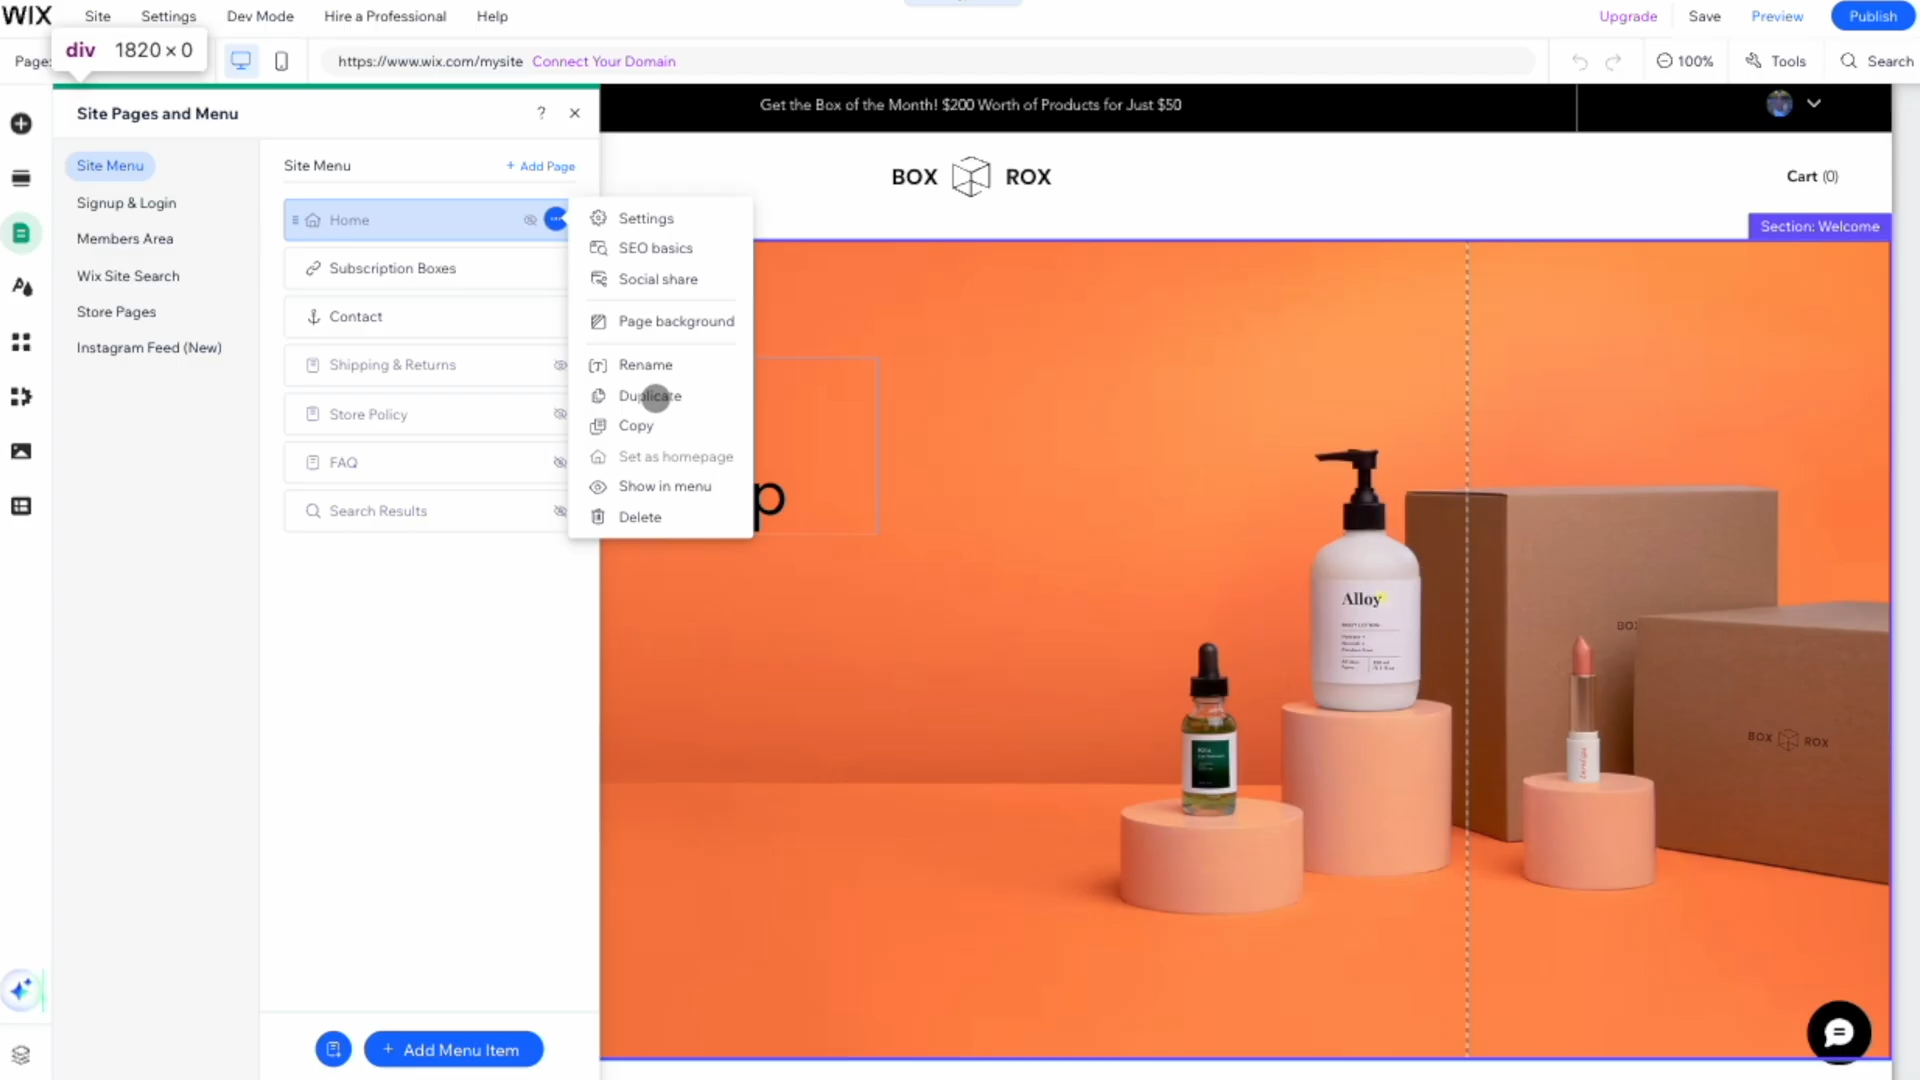 WIX
Site
Settings
Dev Mode
Hire a Professional
Help
Upgrade
Save
Preview
Publish
div 1820 × 0
Page:
https://www.wix.com/mysite Connect Your Domain
100%
Tools
Search
Site Pages and Menu
?
Site Menu
Signup & Login
Members Area
Wix Site Search
Store Pages
Instagram Feed (New)
Site Menu
+ Add Page
Home
Subscription Boxes
Contact
Shipping & Returns
Store Policy
FAQ
Search Results
+ Add Menu Item
Settings
SEO basics
Social share
Page background
Rename
Duplicate
Copy
Set as homepage
Show in menu
Delete
Get the Box of the Month! $200 Worth of Products for Just $50
BOX ROX
Cart (0)
Section: Welcome
p
Alloy
BOX
BOX ROX